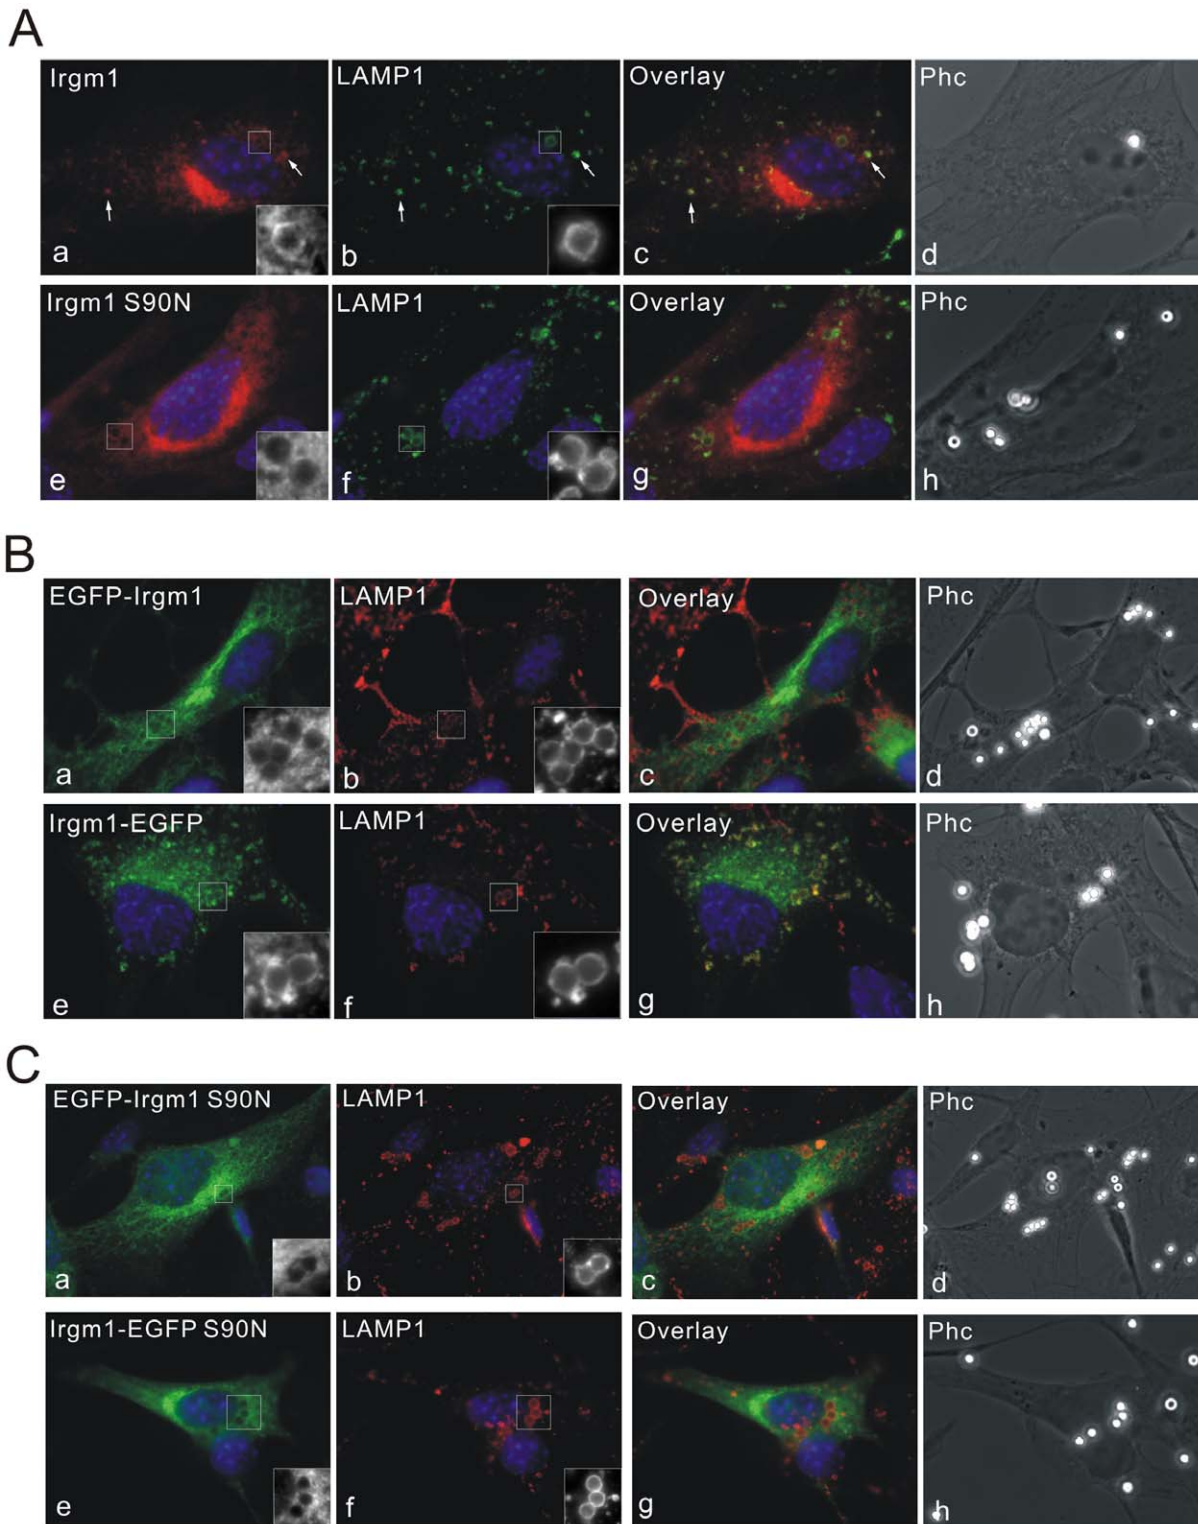 A
Irgm1 LAMP1 Overlay Phc
a b c d
Irgm1 S90N LAMP1 Overlay Phc
e f g h
B
EGFP-Irgm1 LAMP1 Overlay Phc
a b c d
Irgm1-EGFP LAMP1 Overlay Phc
e f g h
C
EGFP-Irgm1 S90N LAMP1 Overlay Phc
a b c d
Irgm1-EGFP S90N LAMP1 Overlay Phc
e f g h